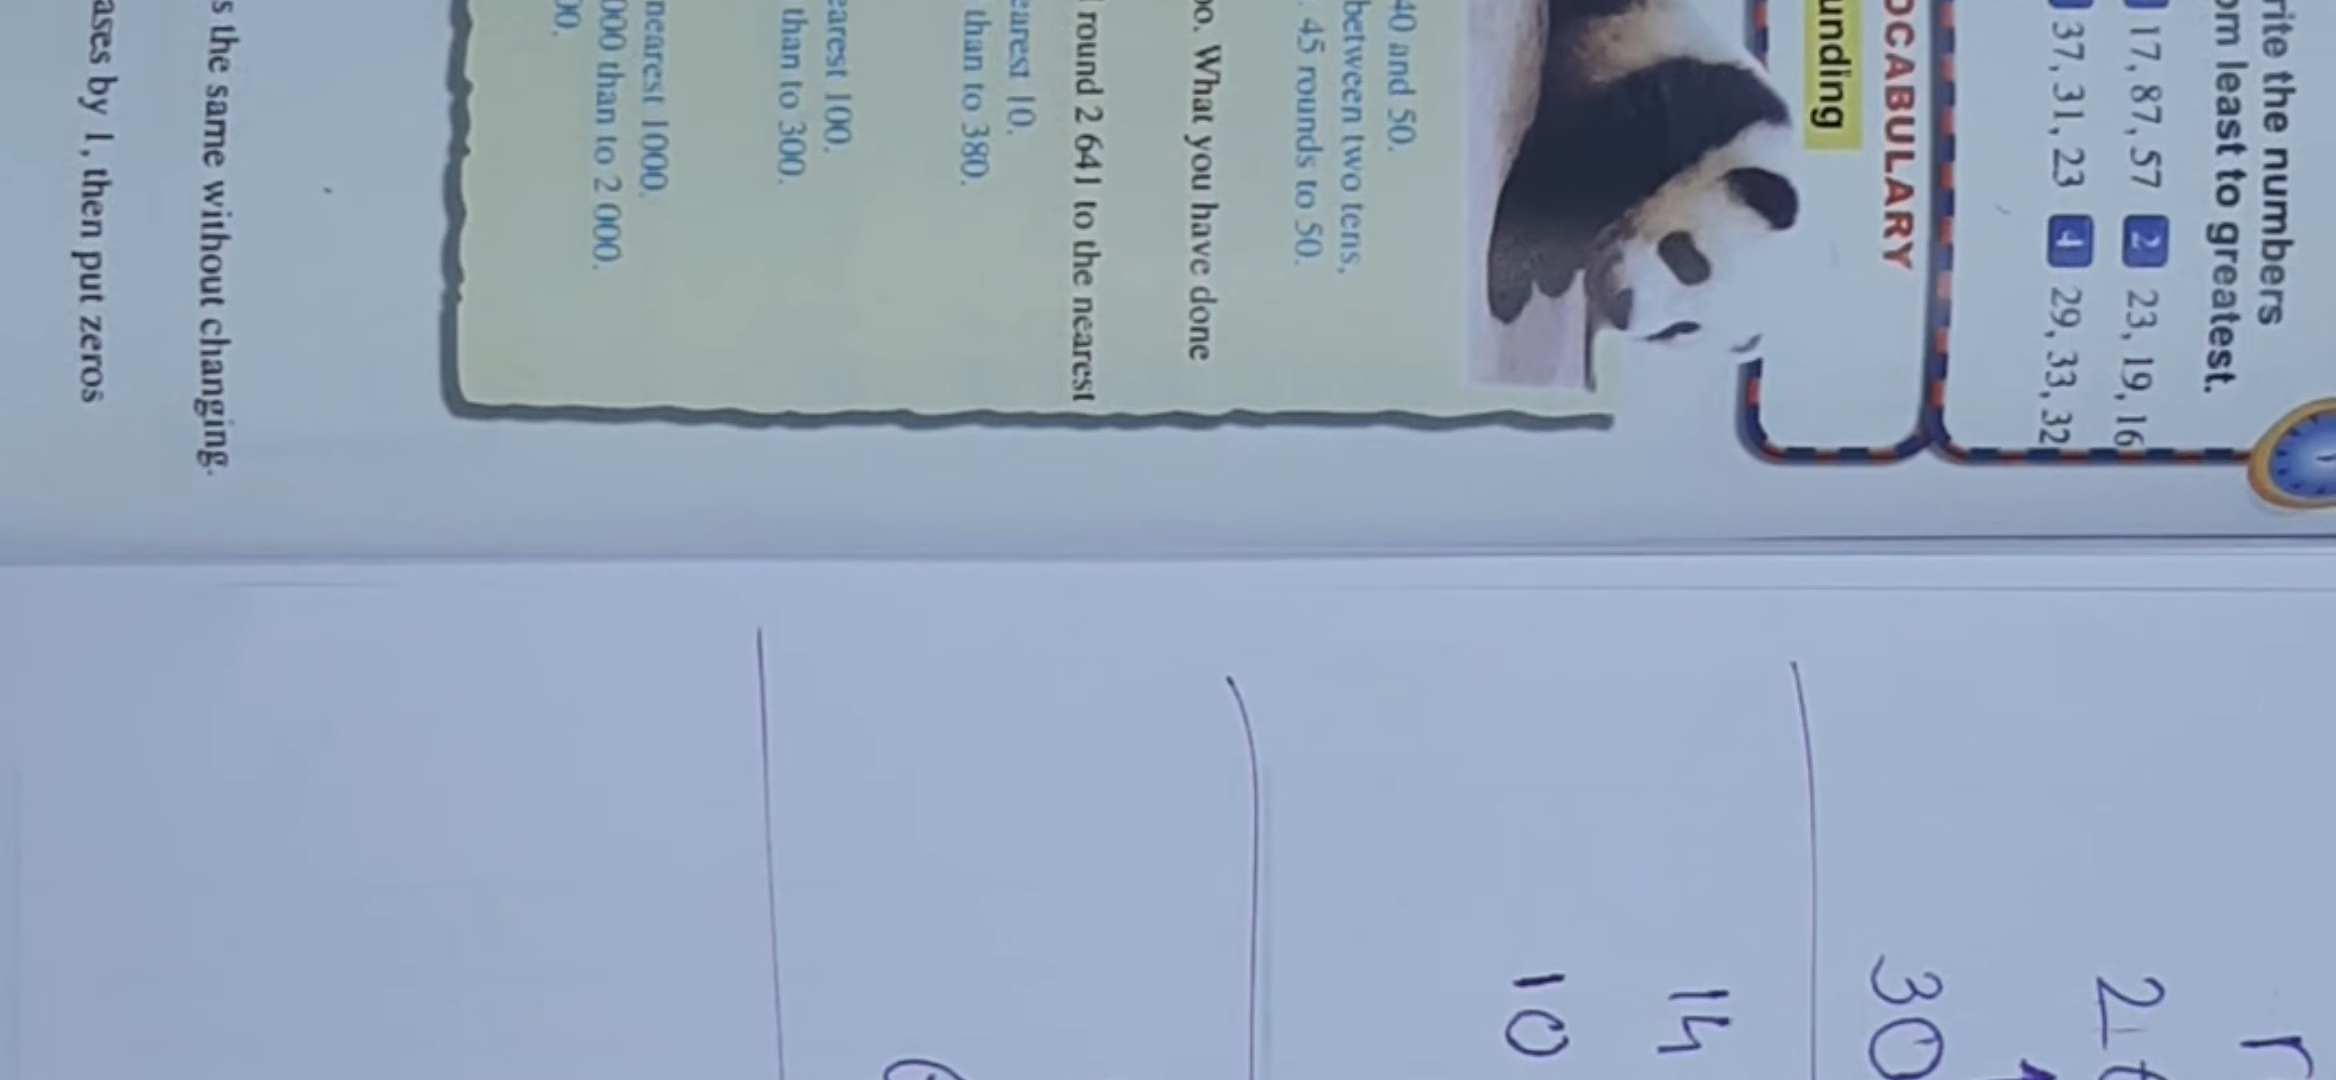 rite the numbers
om least to greatest.
17, 87, 57 2 23, 19, 16
37, 31, 23 4 29, 33, 32
OCABULARY
unding
40 and 50.
between two tens,
. 45 rounds to 50.
oo. What you have done
round 2 641 to the nearest
earest 10.
than to 380.
earest 100.
than to 300.
nearest 1000.
000 than to 2 000.
00.
s the same without changing.
ases by 1, then put zeros
30
14
10